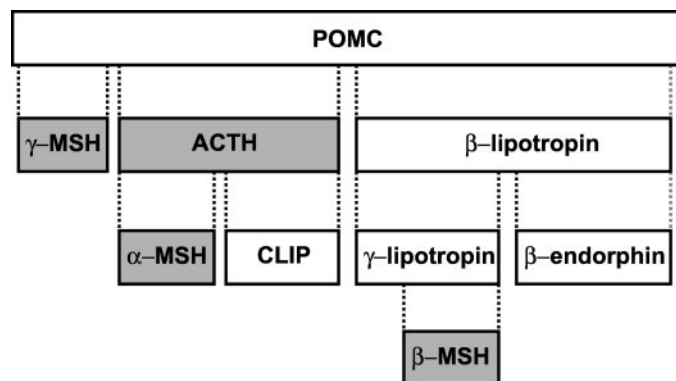 POMC
γ–MSH ACTH β–lipotropin
α–MSH CLIP γ–lipotropin β–endorphin
β–MSH